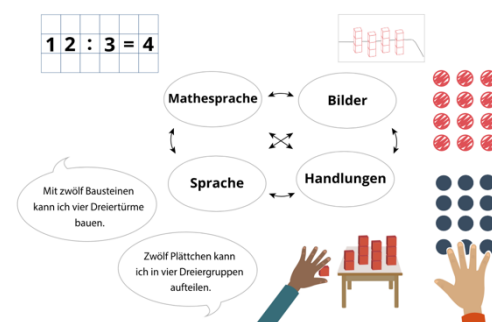 12:3=4
Mathesprache
Bilder
Sprache
Handlungen
Mit zwölf Bausteinen
kann ich vier Dreiertürme
bauen.
Zwölf Plättchen kann
ich in vier Dreiergruppen
aufteilen.